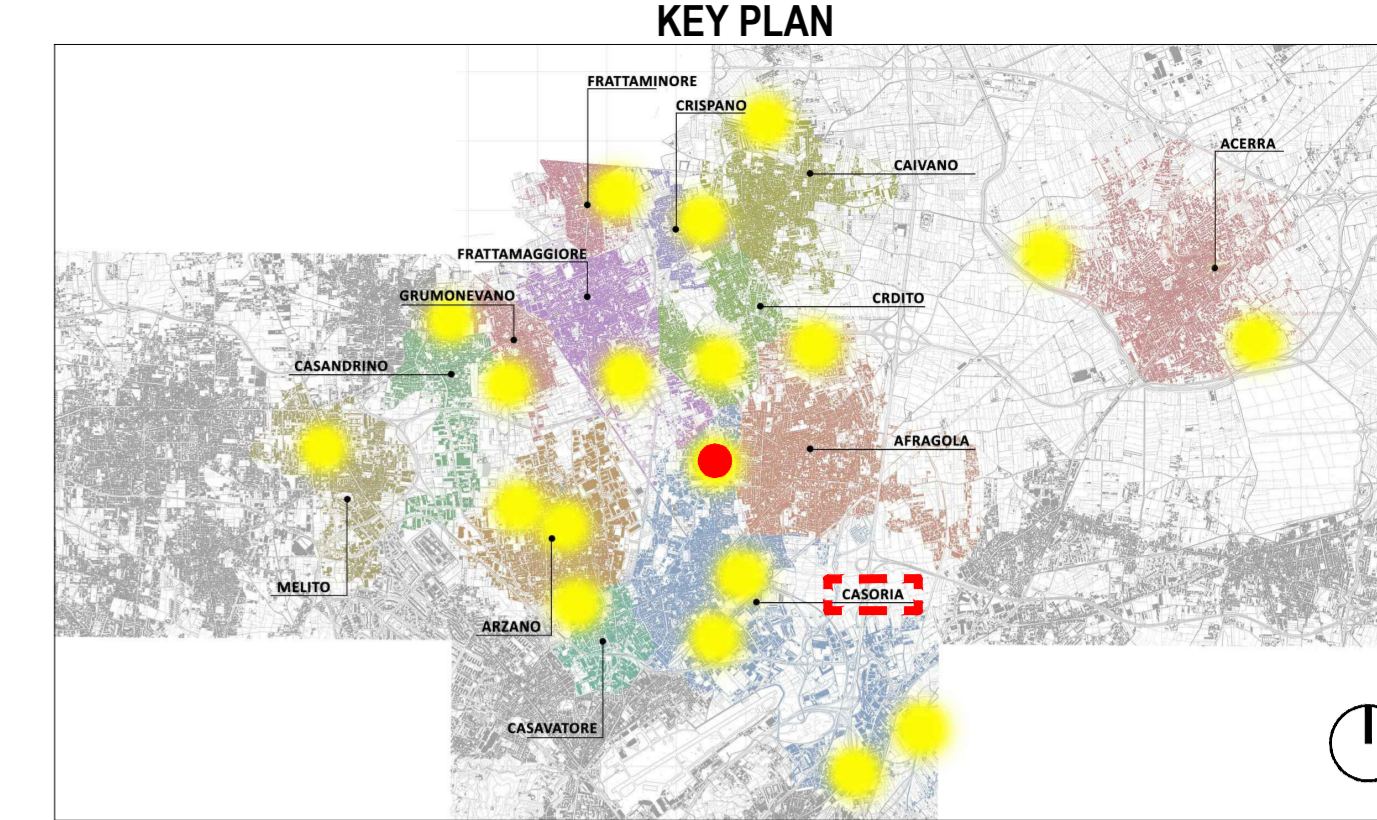 KEY PLAN
FRATTAMINORE
CRISPANO
ACERRA
CAIVANO
FRATTAMAGGIORE
GRUMONEVANO
CRDITO
CASANDRINO
AFRAGOLA
MELITO
CASORIA
ARZANO
CASAVATORE